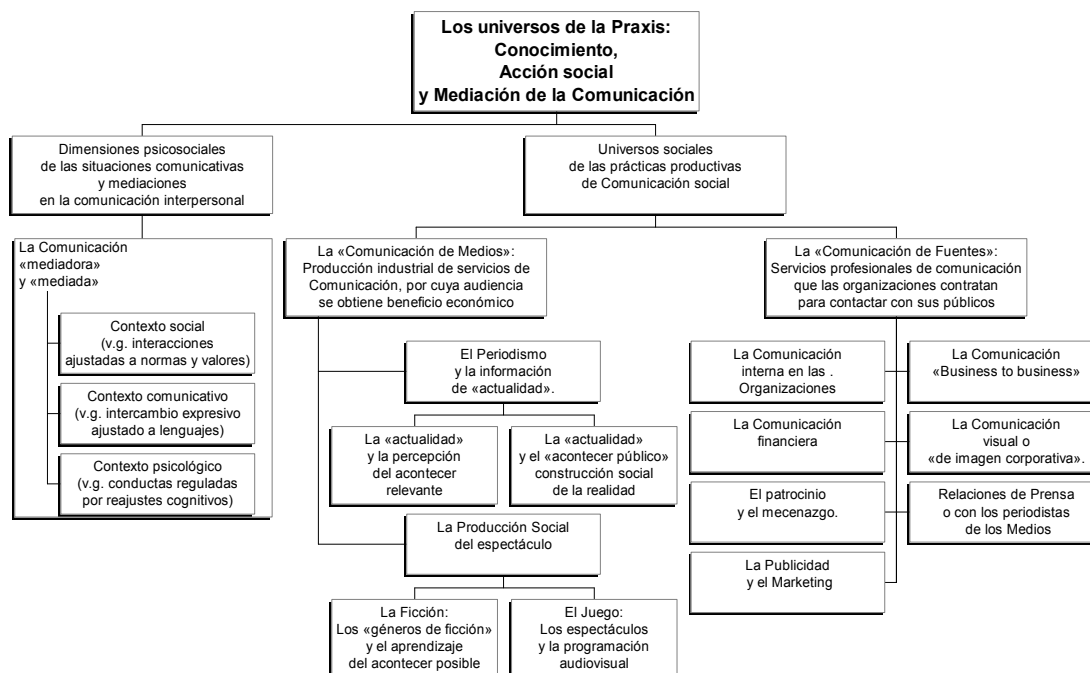 Los universos de la Praxis:
Conocimiento,
Acción social
y Mediación de la Comunicación
Dimensiones psicosociales
de las situaciones comunicativas
y mediaciones
en la comunicación interpersonal
Universos sociales
de las prácticas productivas
de Comunicación social
La Comunicación
«mediadora»
y «mediada»
Contexto social
(v.g. interacciones
ajustadas a normas y valores)
Contexto comunicativo
(v.g. intercambio expresivo
ajustado a lenguajes)
Contexto psicológico
(v.g. conductas reguladas
por reajustes cognitivos)
La «Comunicación de Medios»:
Producción industrial de servicios de
Comunicación, por cuya audiencia
se obtiene beneficio económico
El Periodismo
y la información
de «actualidad».
La «actualidad»
y la percepción
del acontecer
relevante
La «actualidad»
y el «acontecer público»
construcción social
de la realidad
La Producción Social
del espectáculo
La Ficción:
Los «géneros de ficción»
y el aprendizaje
del acontecer posible
El Juego:
Los espectáculos
y la programación
audiovisual
La «Comunicación de Fuentes»:
Servicios profesionales de comunicación
que las organizaciones contratan
para contactar con sus públicos
La Comunicación
interna en las .
Organizaciones
La Comunicación
«Business to business»
La Comunicación
financiera
La Comunicación
visual o
«de imagen corporativa».
El patrocinio
y el mecenazgo.
Relaciones de Prensa
o con los periodistas
de los Medios
La Publicidad
y el Marketing